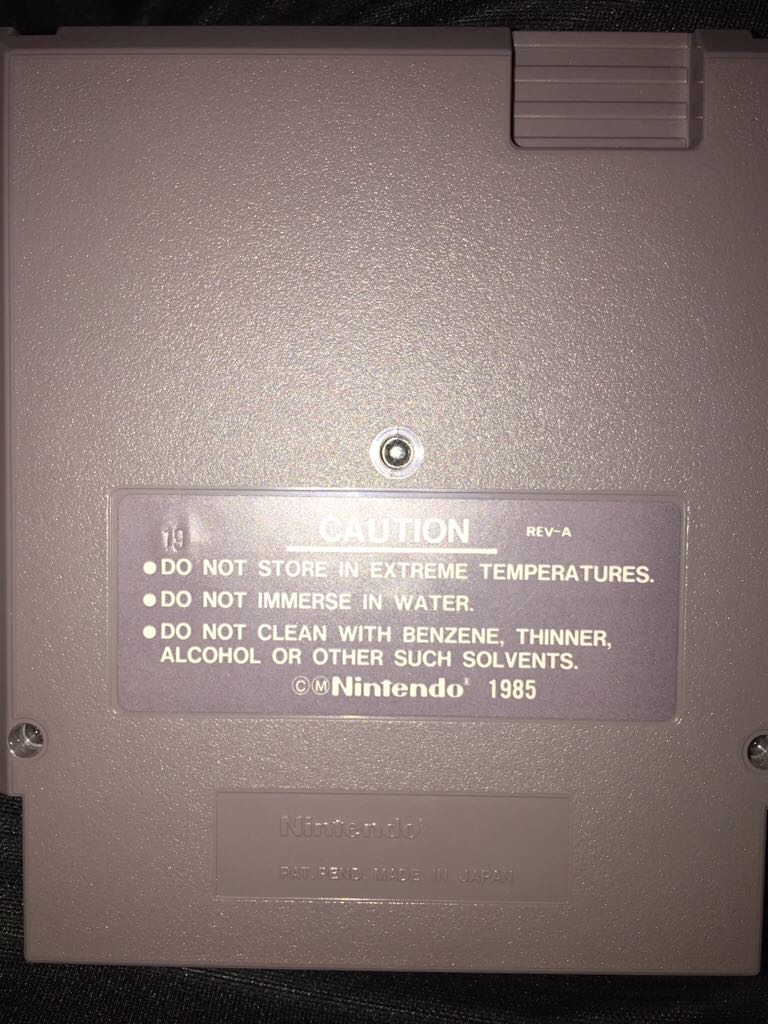 19 CAUTION REV-A
●DO NOT STORE IN EXTREME TEMPERATURES.
●DO NOT IMMERSE IN WATER.
●DO NOT CLEAN WITH BENZENE, THINNER,
ALCOHOL OR OTHER SUCH SOLVENTS.
©ⓂNintendo® 1985
Nintendo®
PAT. PEND. MADE IN JAPAN